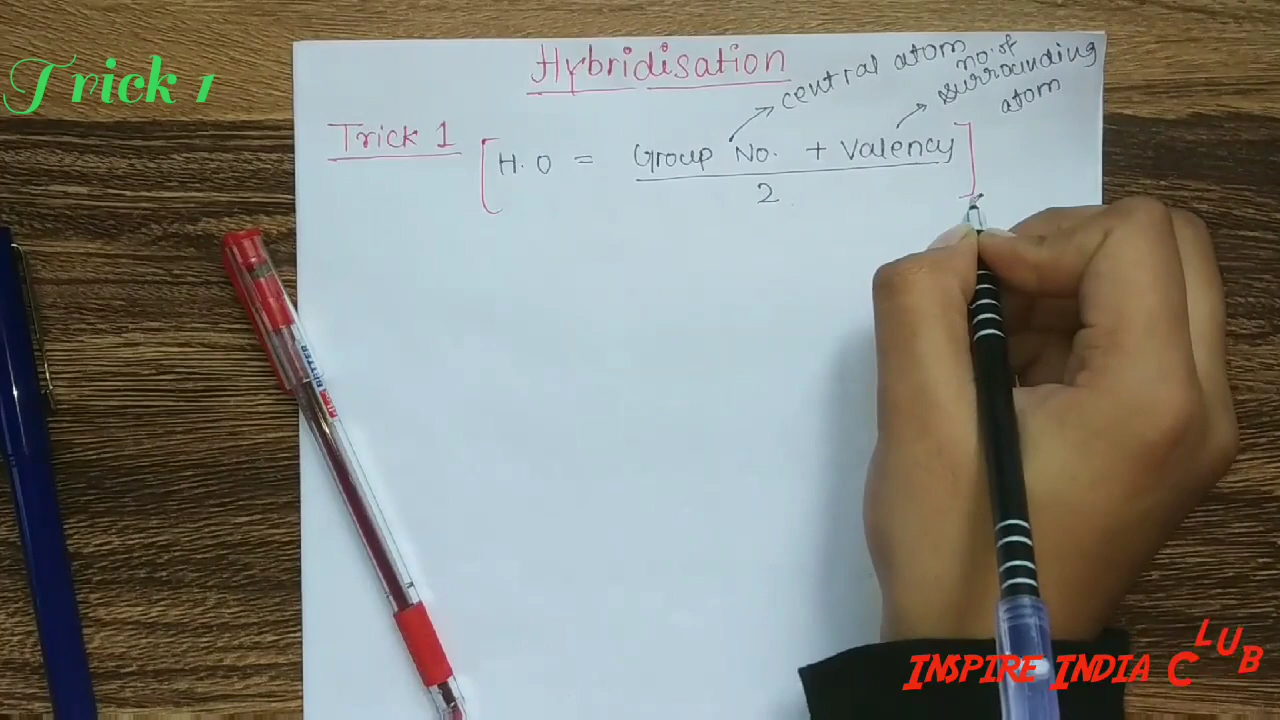 Trick 1
Hybridisation
Trick 1 [ H.O = Group No. + Valency / 2 ]
central atom
no. of
surrounding
atom
INSPIRE INDIA CLUB